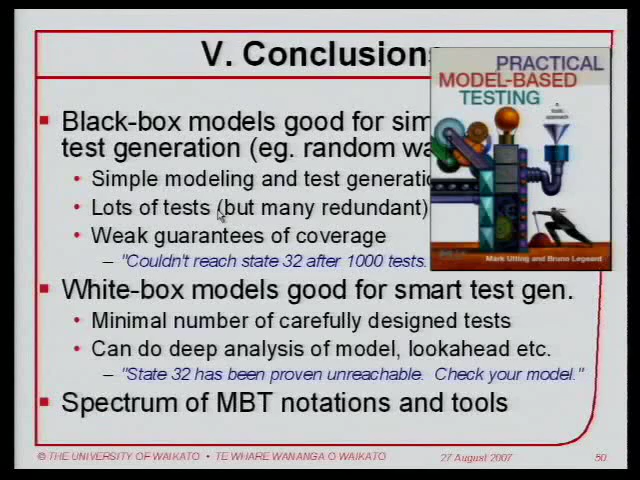 V. Conclusions
PRACTICAL
MODEL-BASED
TESTING
Black-box models good for
test generation (eg. random
Simple modeling and test
Lots of tests (but many redundant)
Weak guarantees of coverage
– "Couldn't reach state 32 after 1000 tests.
Mark Utting and Bruno Legeard
White-box models good for smart test gen.
Minimal number of carefully designed tests
Can do deep analysis of model, lookahead etc.
– "State 32 has been proven unreachable. Check your model."
Spectrum of MBT notations and tools
© THE UNIVERSITY OF WAIKATO • TE WHARE WANANGA O WAIKATO
27 August 2007
50